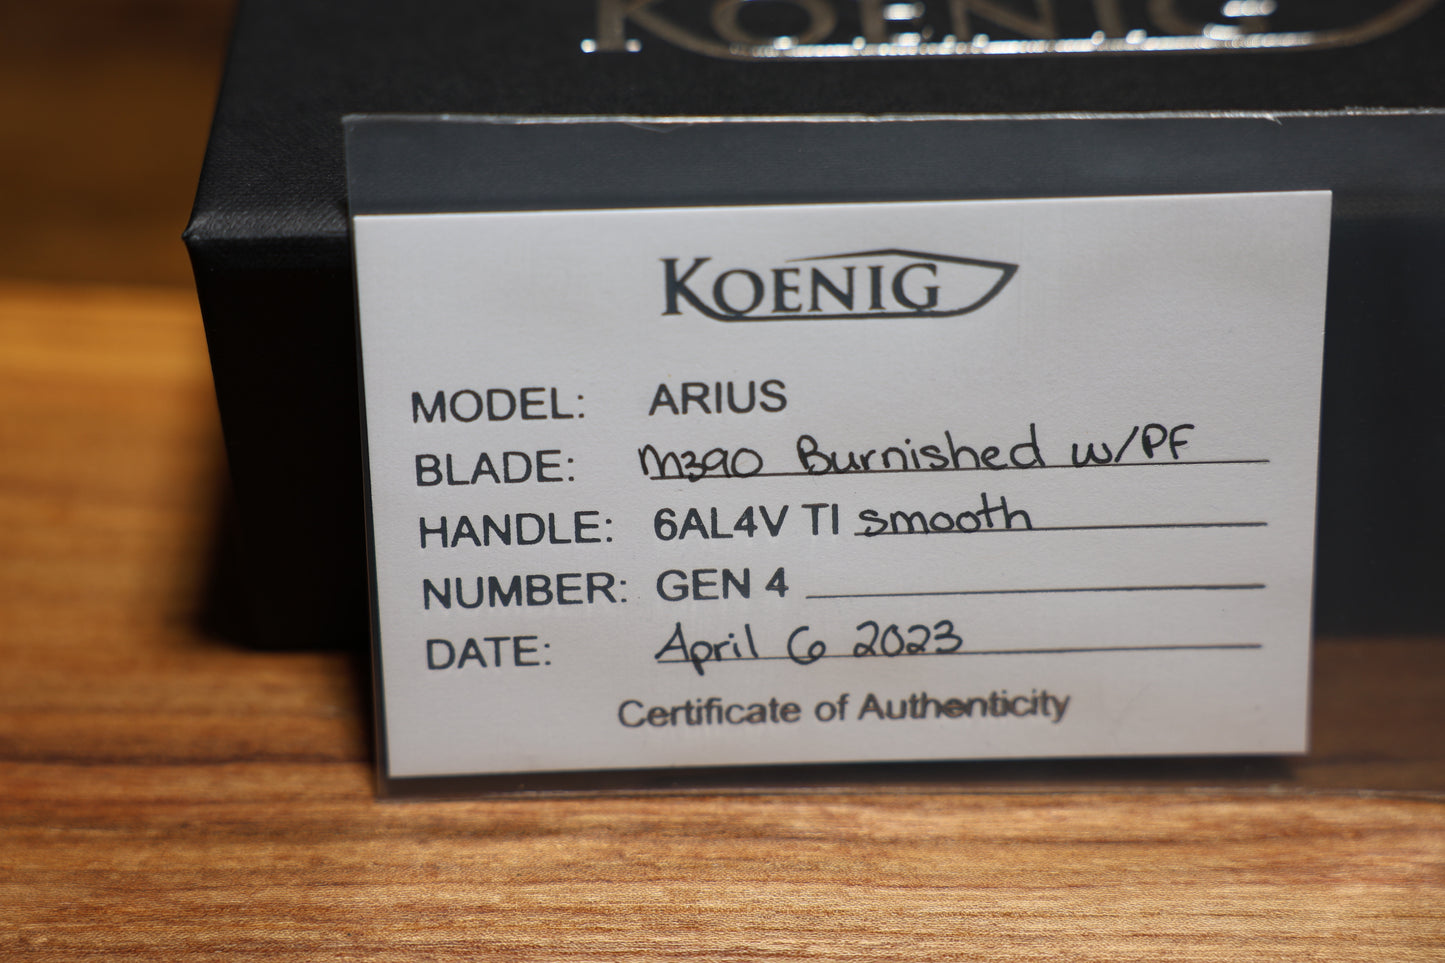 KOENIG
KOENIG
MODEL: ARIUS
BLADE: M390 Burnished w/PF
HANDLE: 6AL4V TI smooth
NUMBER: GEN 4
DATE: April 6 2023
Certificate of Authenticity